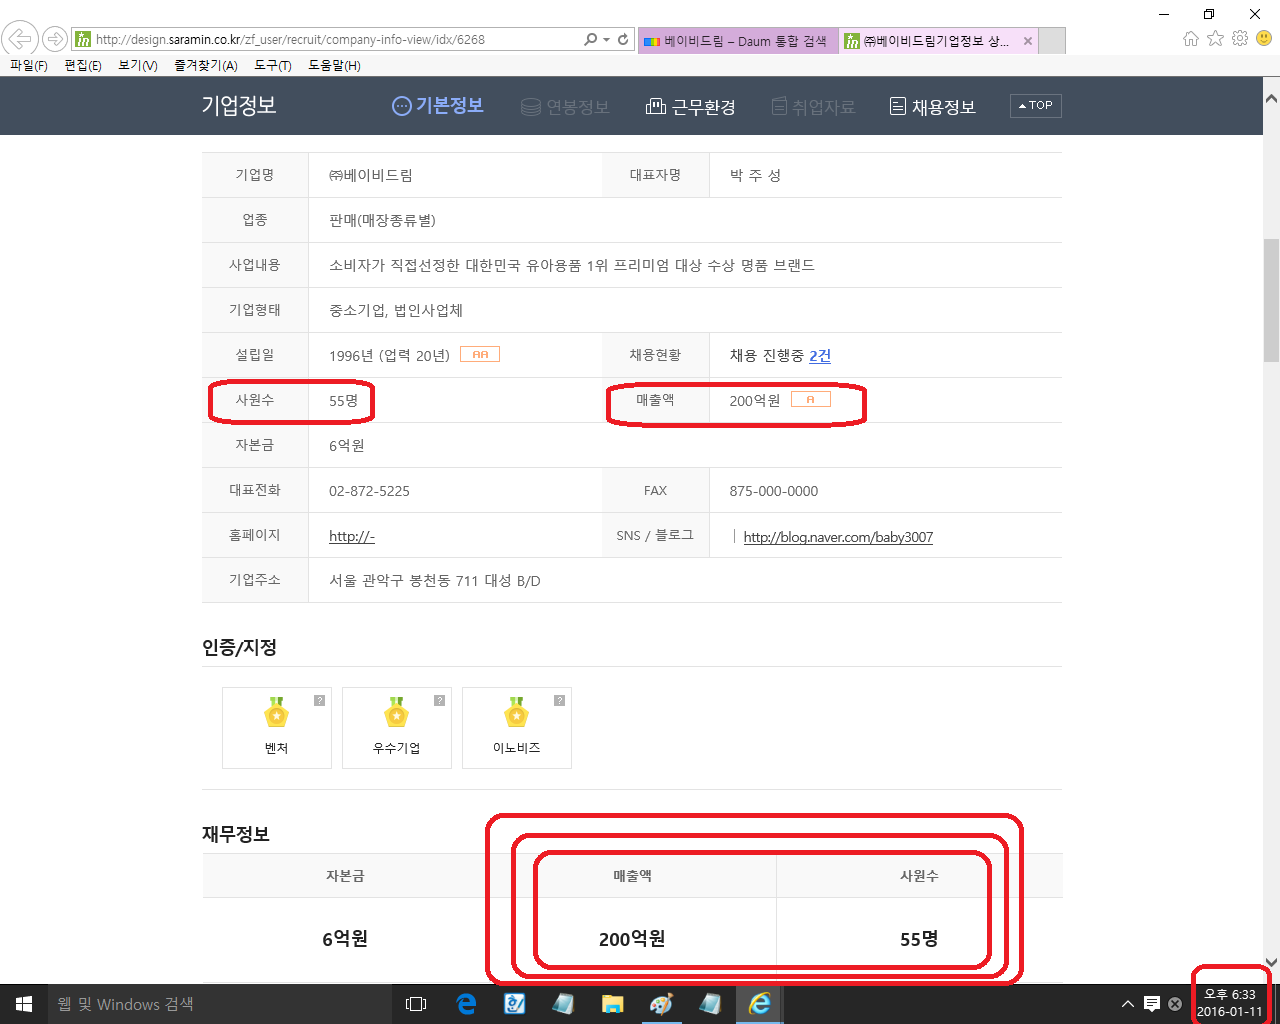 http://design.saramin.co.kr/zf_user/recruit/company-info-view/idx/6268
베이비드림 – Daum 통합 검색
㈜베이비드림기업정보 상...
파일(F) 편집(E) 보기(V) 즐겨찾기(A) 도구(T) 도움말(H)
기업정보 기본정보 연봉정보 근무환경 취업자료 채용정보 TOP
기업명 ㈜베이비드림 대표자명 박 주 성
업종 판매(매장종류별)
사업내용 소비자가 직접선정한 대한민국 유아용품 1위 프리미엄 대상 수상 명품 브랜드
기업형태 중소기업, 법인사업체
설립일 1996년 (업력 20년) AA 채용현황 채용 진행중 2건
사원수 55명 매출액 200억원 A
자본금 6억원
대표전화 02-872-5225 FAX 875-000-0000
홈페이지 http://- SNS / 블로그 | http://blog.naver.com/baby3007
기업주소 서울 관악구 봉천동 711 대성 B/D
인증/지정
? ? ?
벤처 우수기업 이노비즈
재무정보
자본금 매출액 사원수
6억원 200억원 55명
웹 및 Windows 검색
오후 6:33
2016-01-11